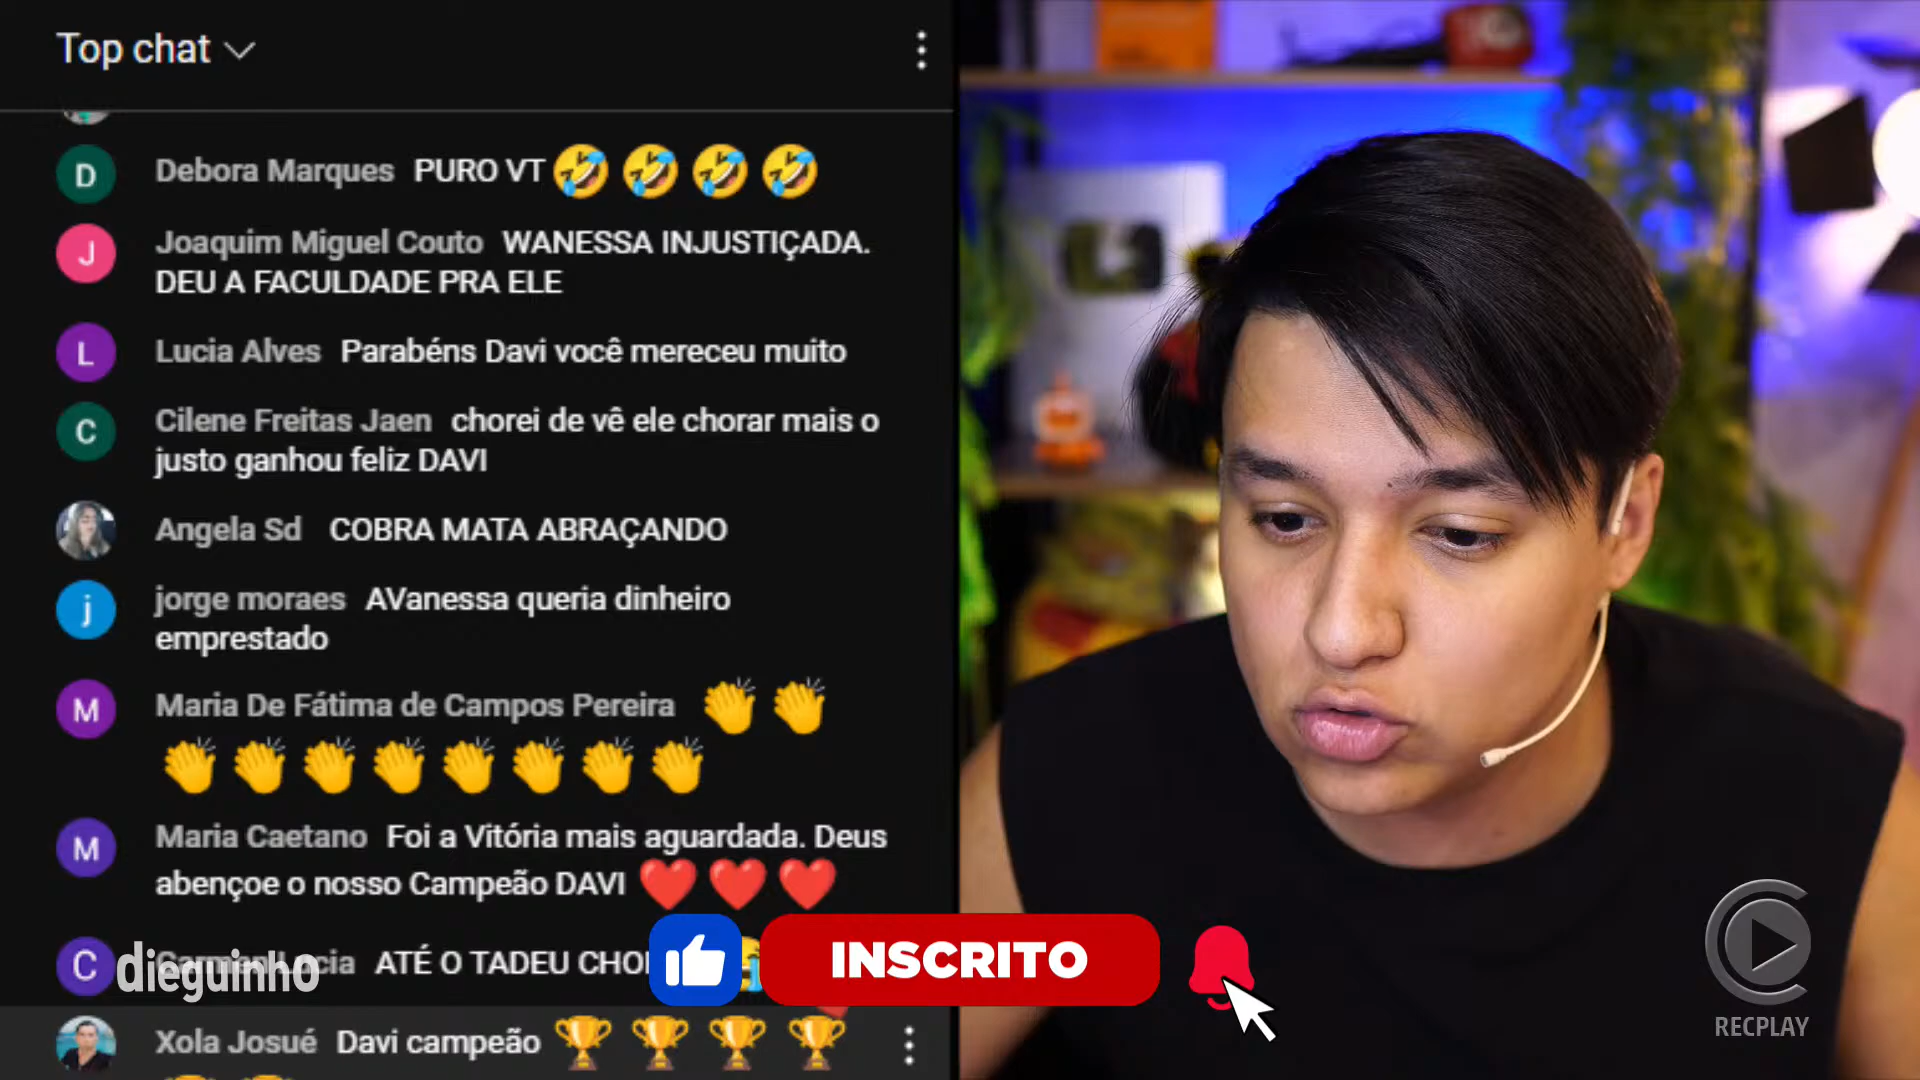 Top chat
D Debora Marques PURO VT 🤣 🤣 🤣 🤣
J Joaquim Miguel Couto WANESSA INJUSTIÇADA.
DEU A FACULDADE PRA ELE
L Lucia Alves Parabéns Davi você mereceu muito
C Cilene Freitas Jaen chorei de vê ele chorar mais o
justo ganhou feliz DAVI
Angela Sd COBRA MATA ABRAÇANDO
j jorge moraes AVanessa queria dinheiro
emprestado
M Maria De Fátima de Campos Pereira 👏 👏
👏 👏 👏 👏 👏 👏 👏 👏
M Maria Caetano Foi a Vitória mais aguardada. Deus
abençoe o nosso Campeão DAVI ❤️ ❤️ ❤️
C Carmen Lucia ATÉ O TADEU
dieguinho
INSCRITO
Xola Josué Davi campeão 🏆 🏆 🏆 🏆
RECPLAY